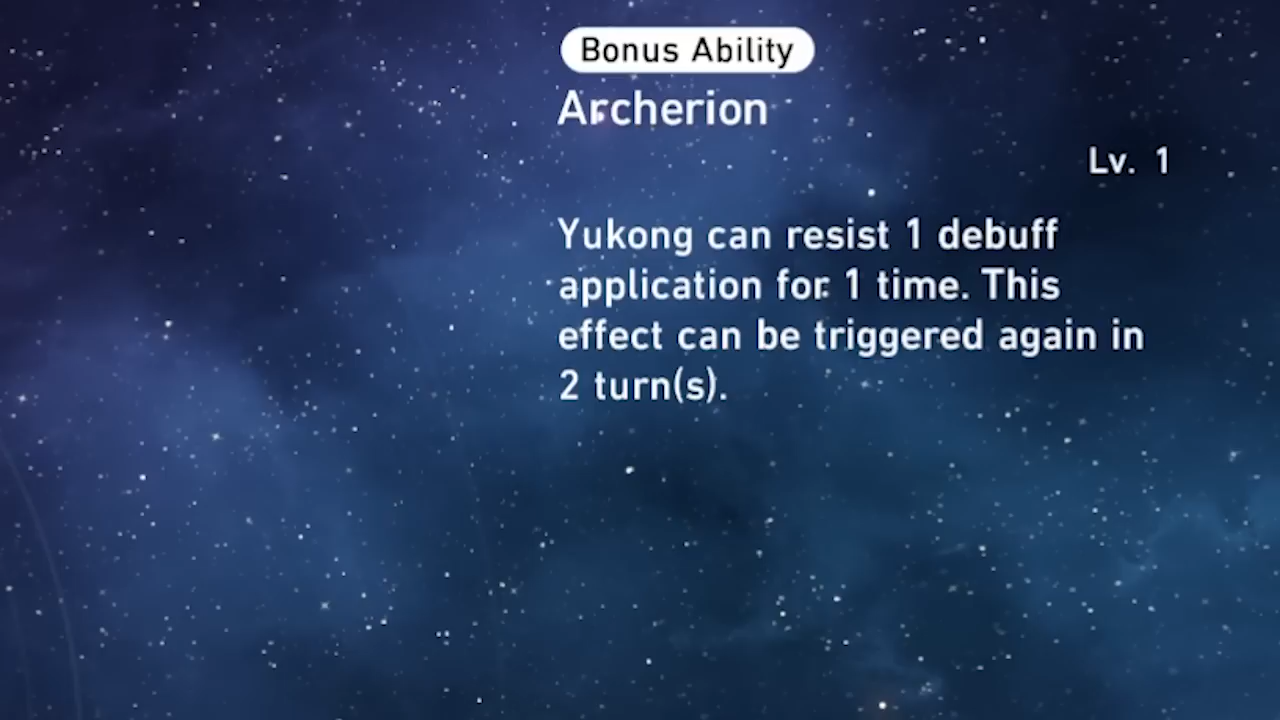 Bonus Ability
Archerion
Lv. 1
Yukong can resist 1 debuff
application for 1 time. This
effect can be triggered again in
2 turn(s).